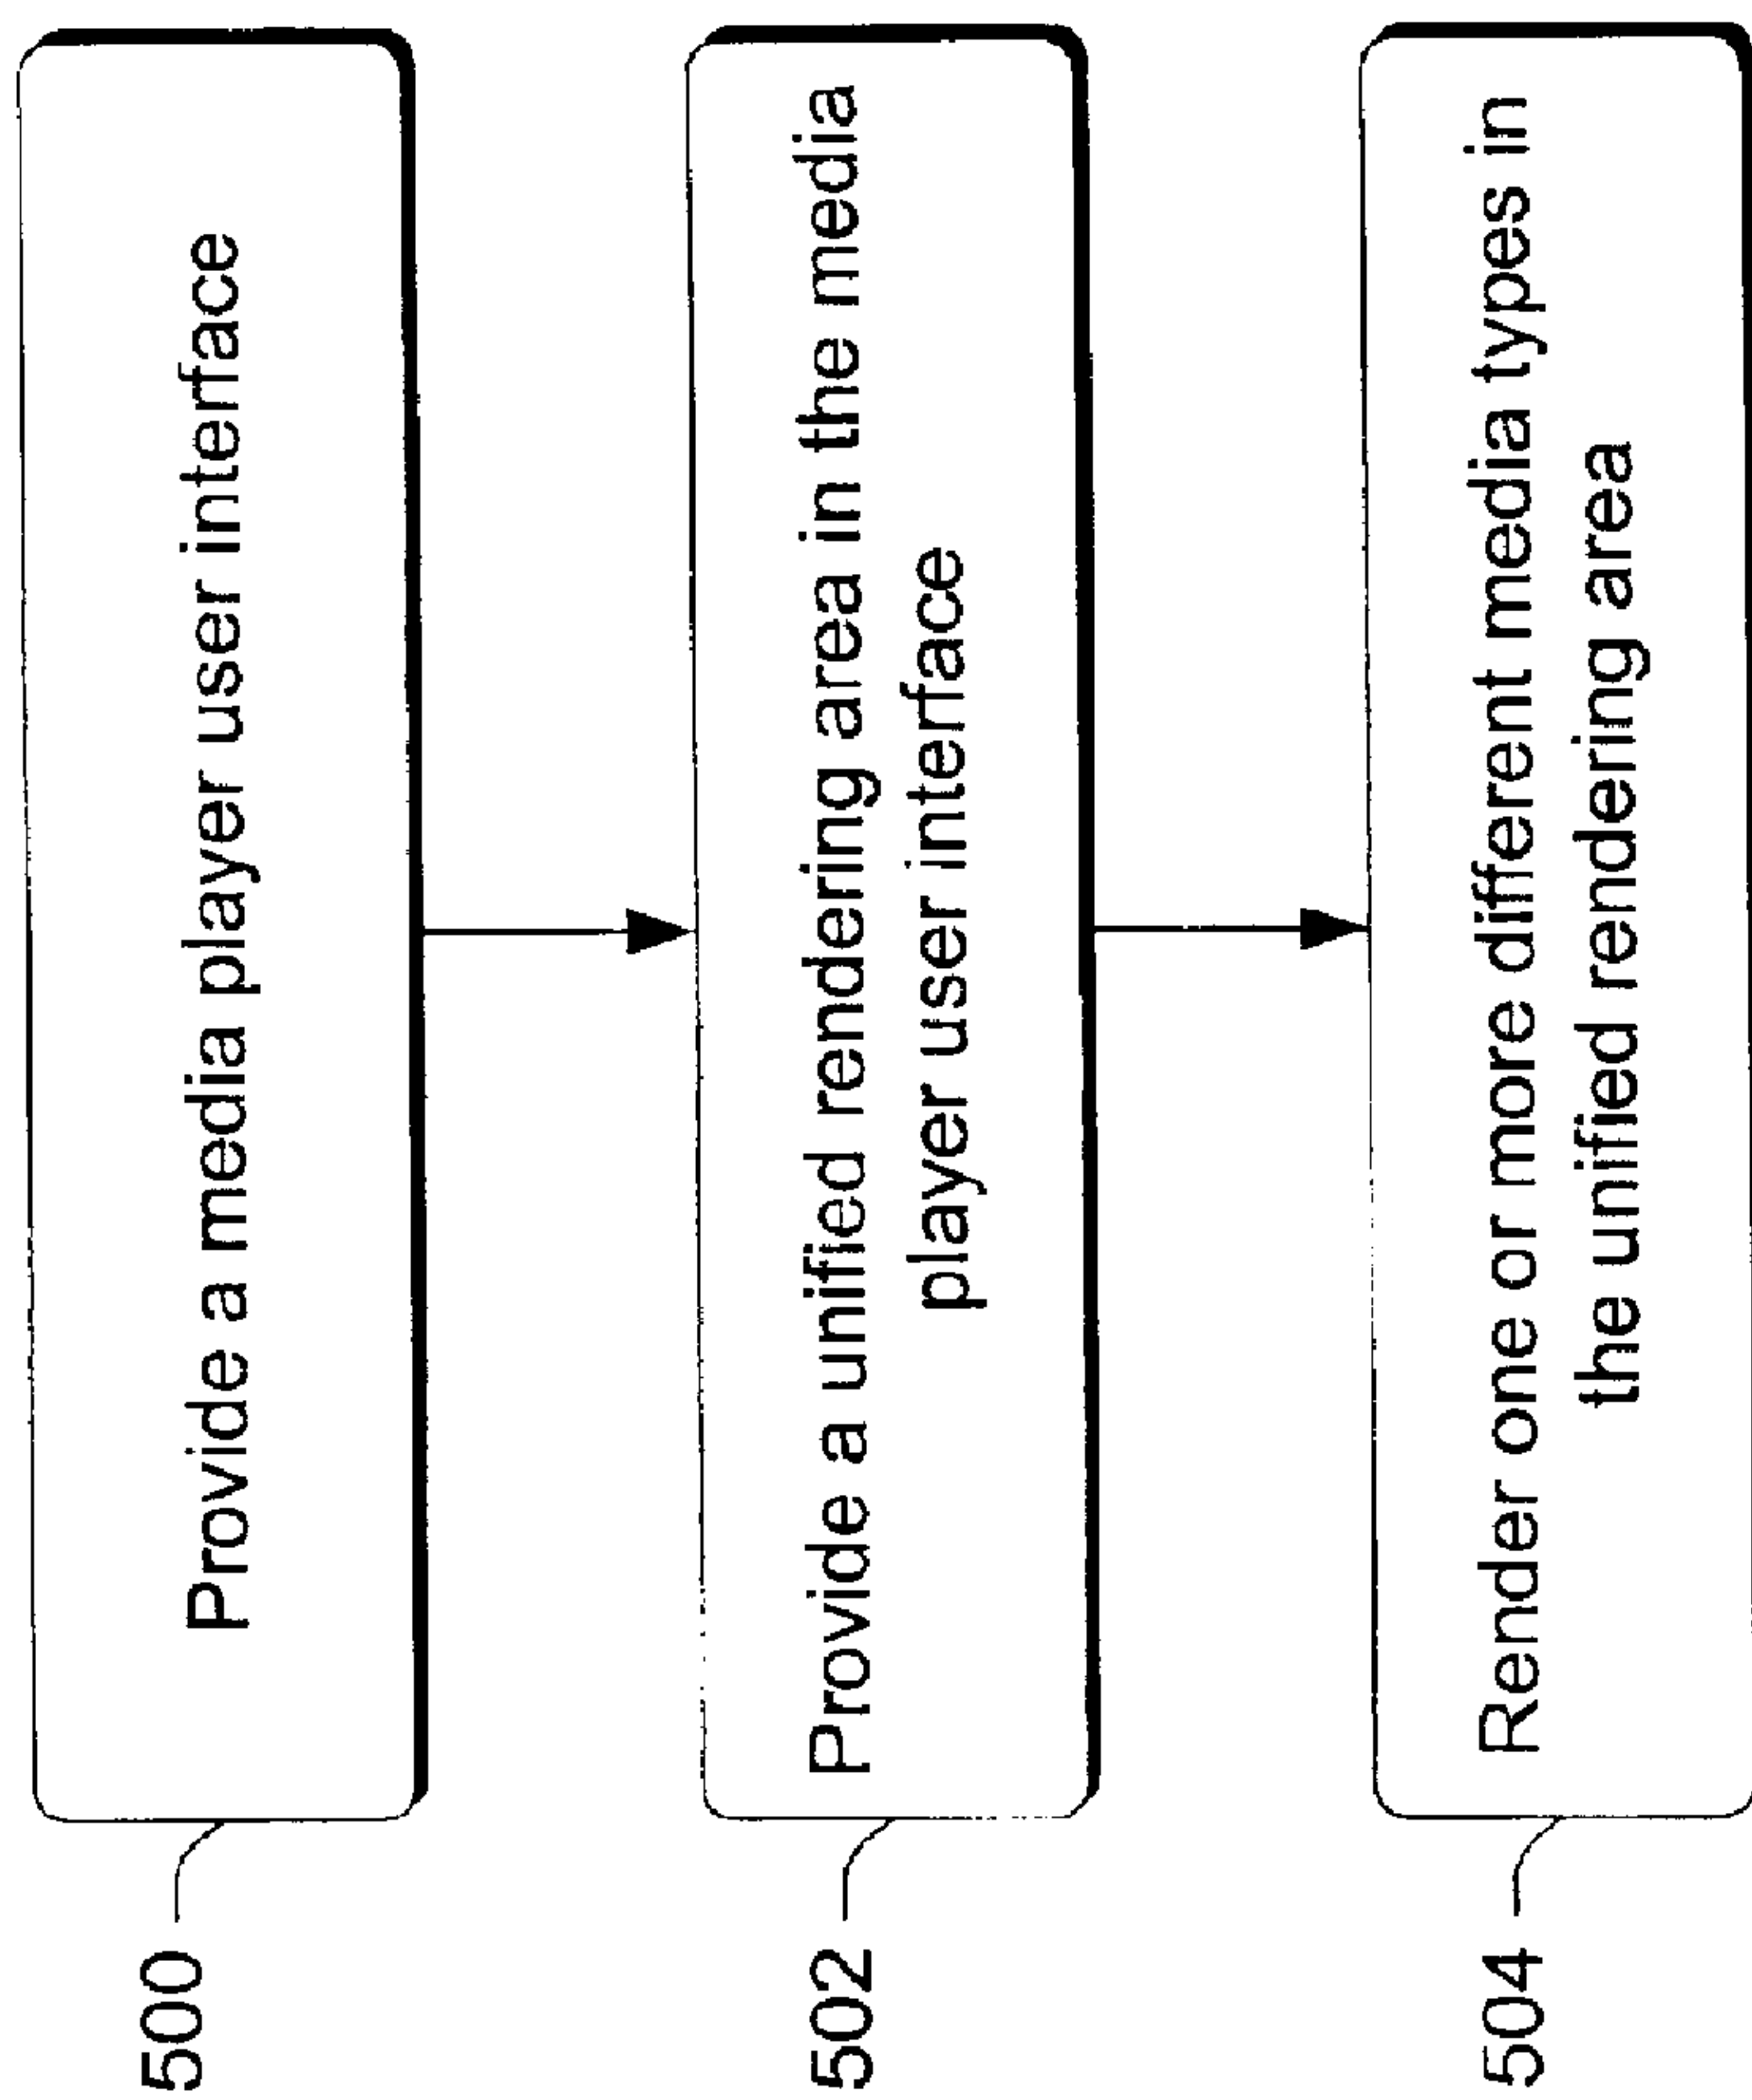 500
Provide a media player user interface
502
Provide a unified rendering area in the media
player user interface
504
Render one or more different media types in
the unified rendering area